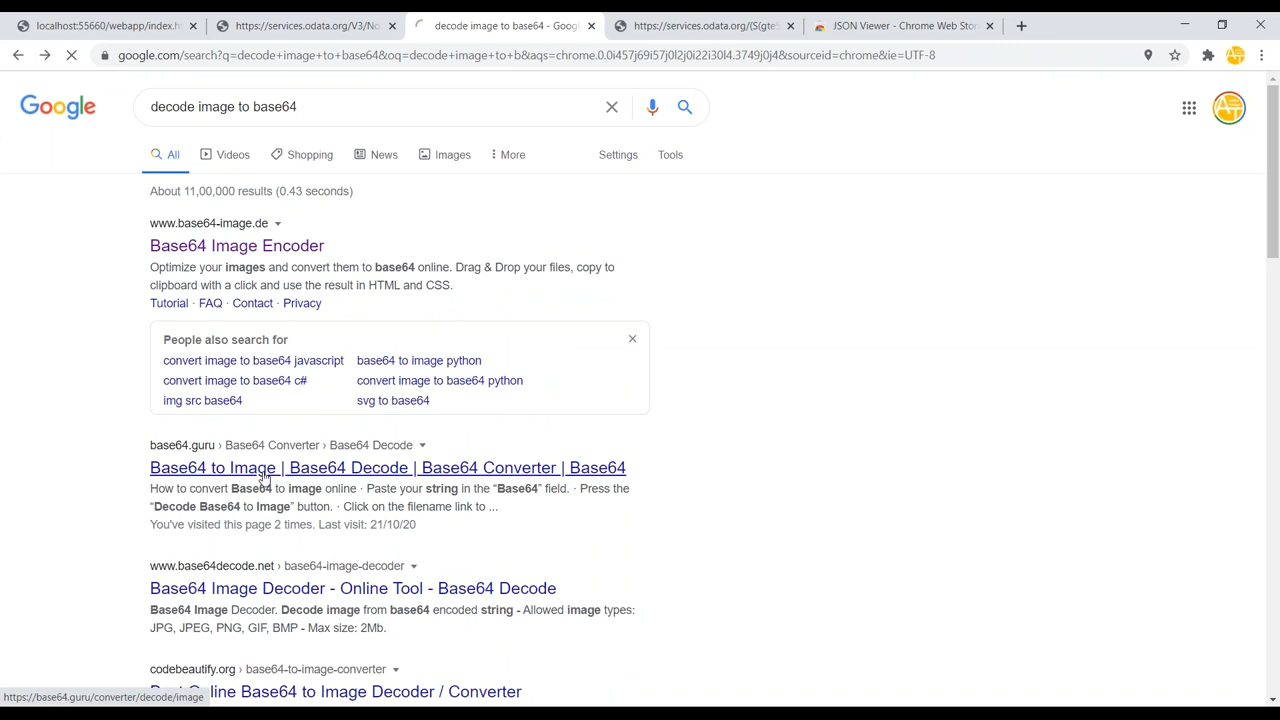 localhost:55660/webapp/index.h
https://services.odata.org/V3/No
decode image to base64 - Goog
https://services.odata.org/(S(gte5
JSON Viewer - Chrome Web Stor
google.com/search?q=decode+image+to+base64&oq=decode+image+to+b&aqs=chrome.0.0i457j69i57j0l2j0i22i30l4.3749j0j4&sourceid=chrome&ie=UTF-8
Google
decode image to base64
All
Videos
Shopping
News
Images
More
Settings
Tools
About 11,00,000 results (0.43 seconds)
www.base64-image.de
Base64 Image Encoder
Optimize your images and convert them to base64 online. Drag & Drop your files, copy to
clipboard with a click and use the result in HTML and CSS.
Tutorial · FAQ · Contact · Privacy
People also search for
convert image to base64 javascript
base64 to image python
convert image to base64 c#
convert image to base64 python
img src base64
svg to base64
base64.guru › Base64 Converter › Base64 Decode
Base64 to Image | Base64 Decode | Base64 Converter | Base64
How to convert Base64 to image online · Paste your string in the “Base64” field. · Press the
“Decode Base64 to Image” button. · Click on the filename link to ...
You've visited this page 2 times. Last visit: 21/10/20
www.base64decode.net › base64-image-decoder
Base64 Image Decoder - Online Tool - Base64 Decode
Base64 Image Decoder. Decode image from base64 encoded string - Allowed image types:
JPG, JPEG, PNG, GIF, BMP - Max size: 2Mb.
codebeautify.org › base64-to-image-converter
Online Base64 to Image Decoder / Converter
https://base64.guru/converter/decode/image